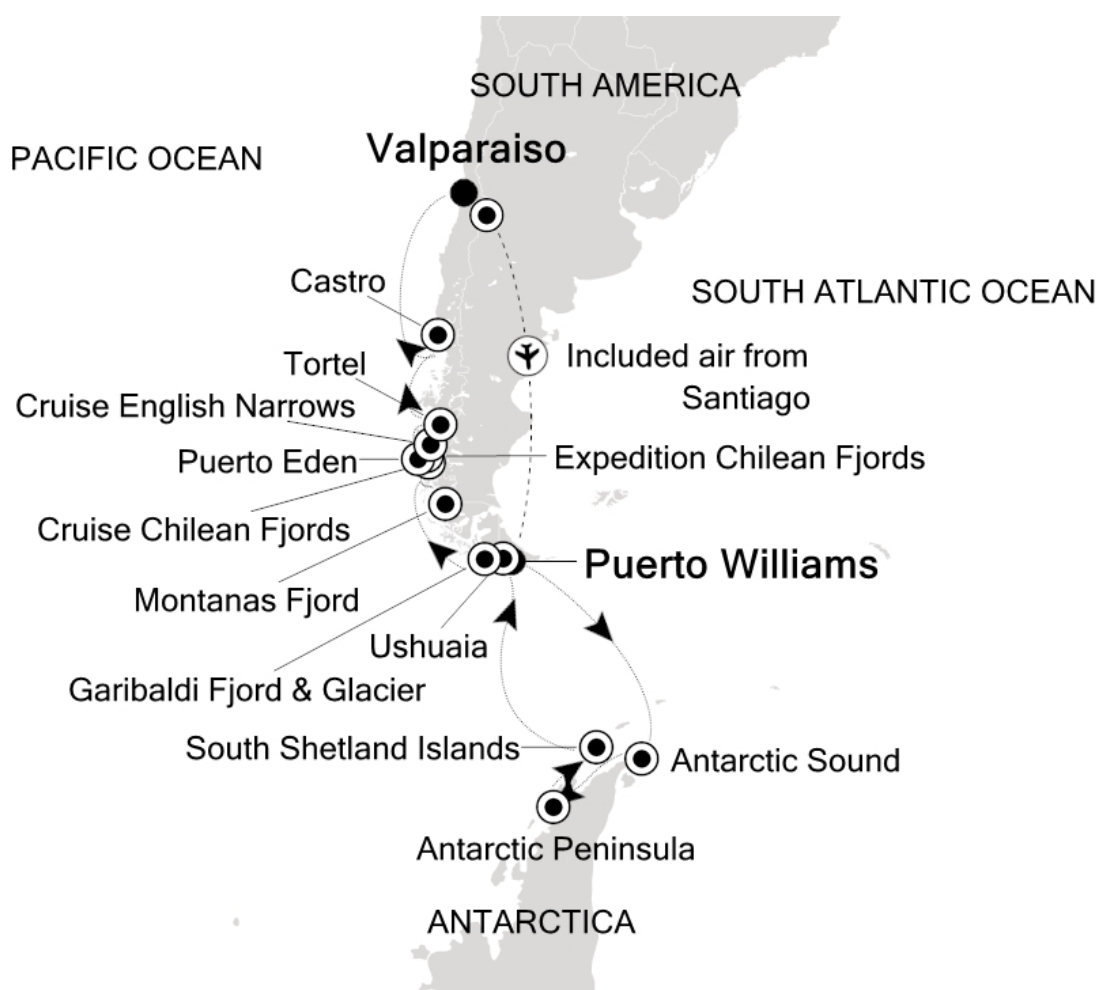 SOUTH AMERICA
Valparaiso
PACIFIC OCEAN
Castro
SOUTH ATLANTIC OCEAN
Tortel
Included air from
Santiago
Cruise English Narrows
Puerto Eden
Expedition Chilean Fjords
Cruise Chilean Fjords
Montanas Fjord
Puerto Williams
Ushuaia
Garibaldi Fjord & Glacier
South Shetland Islands
Antarctic Sound
Antarctic Peninsula
ANTARCTICA